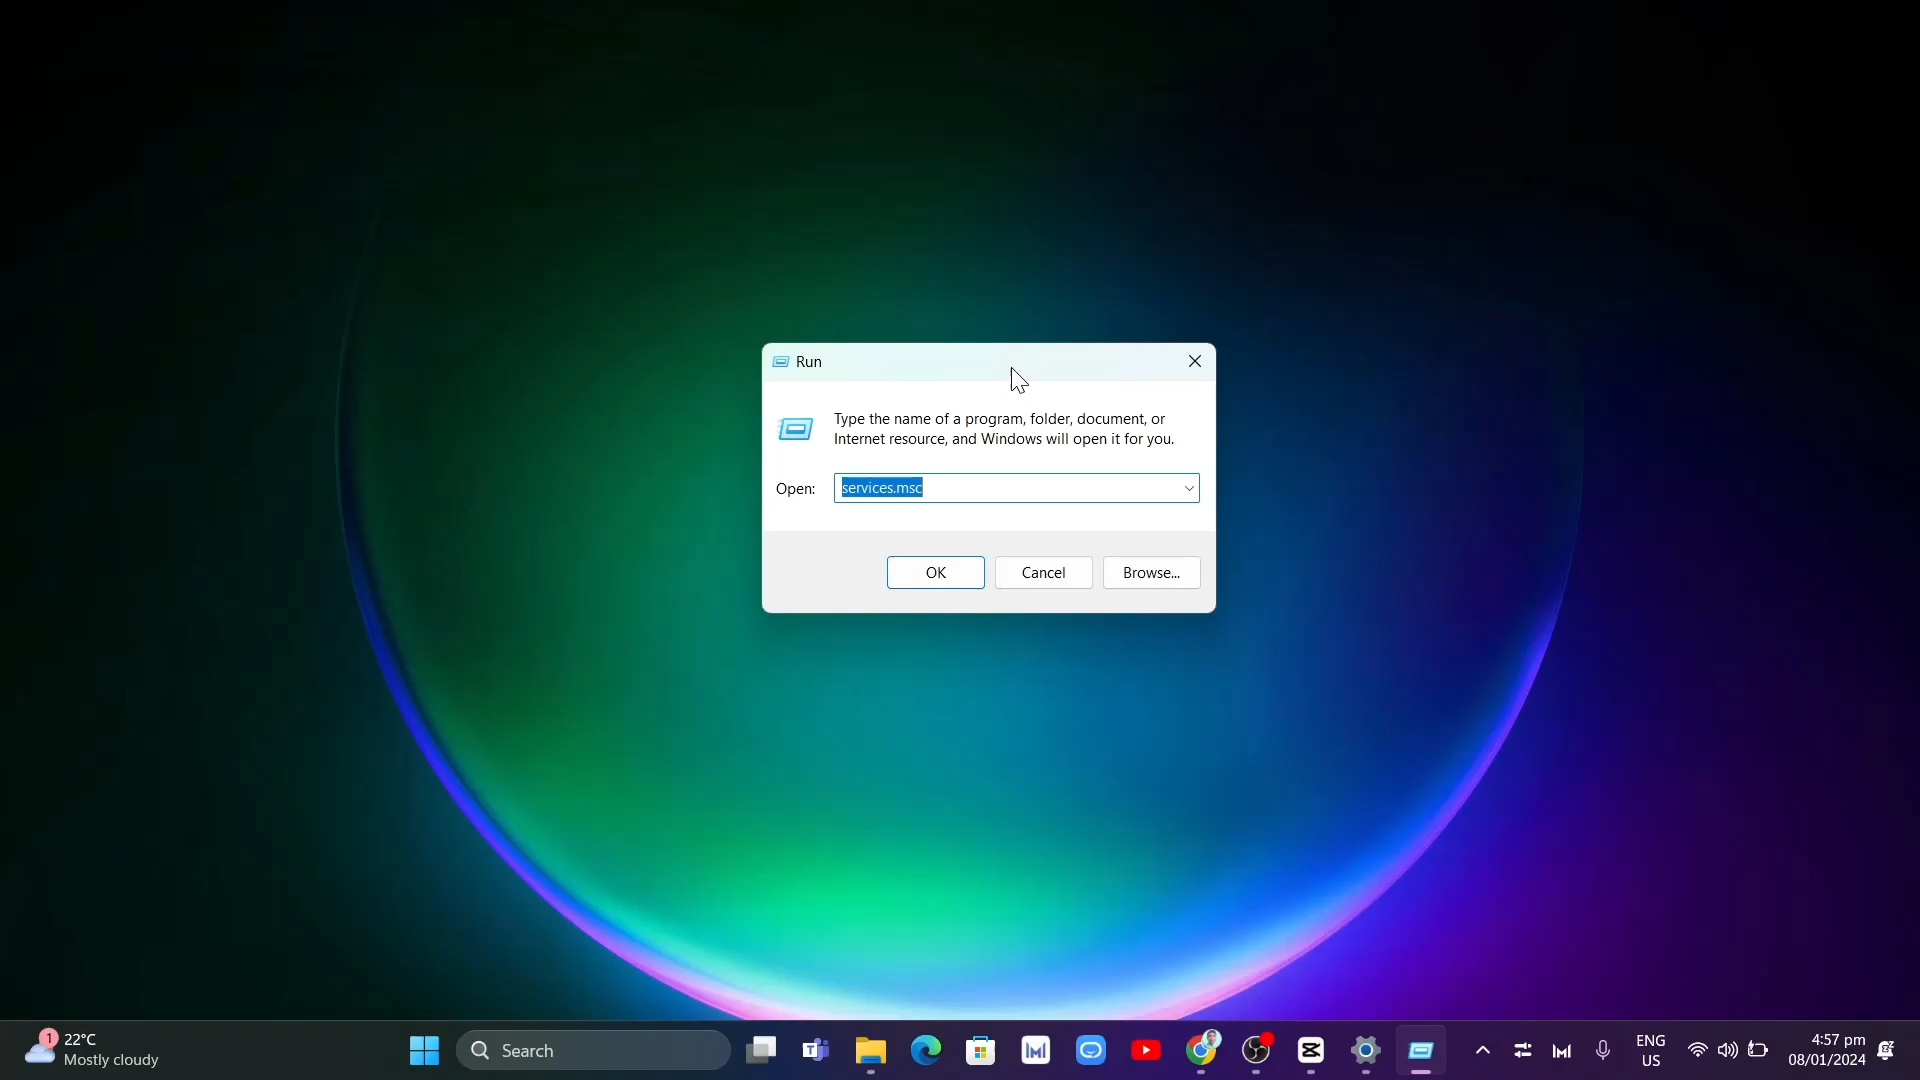 Run
Type the name of a program, folder, document, or
Internet resource, and Windows will open it for you.
Open:
services.msc
OK
Cancel
Browse...
1
22°C
Mostly cloudy
Search
ENG
US
4:57 pm
08/01/2024